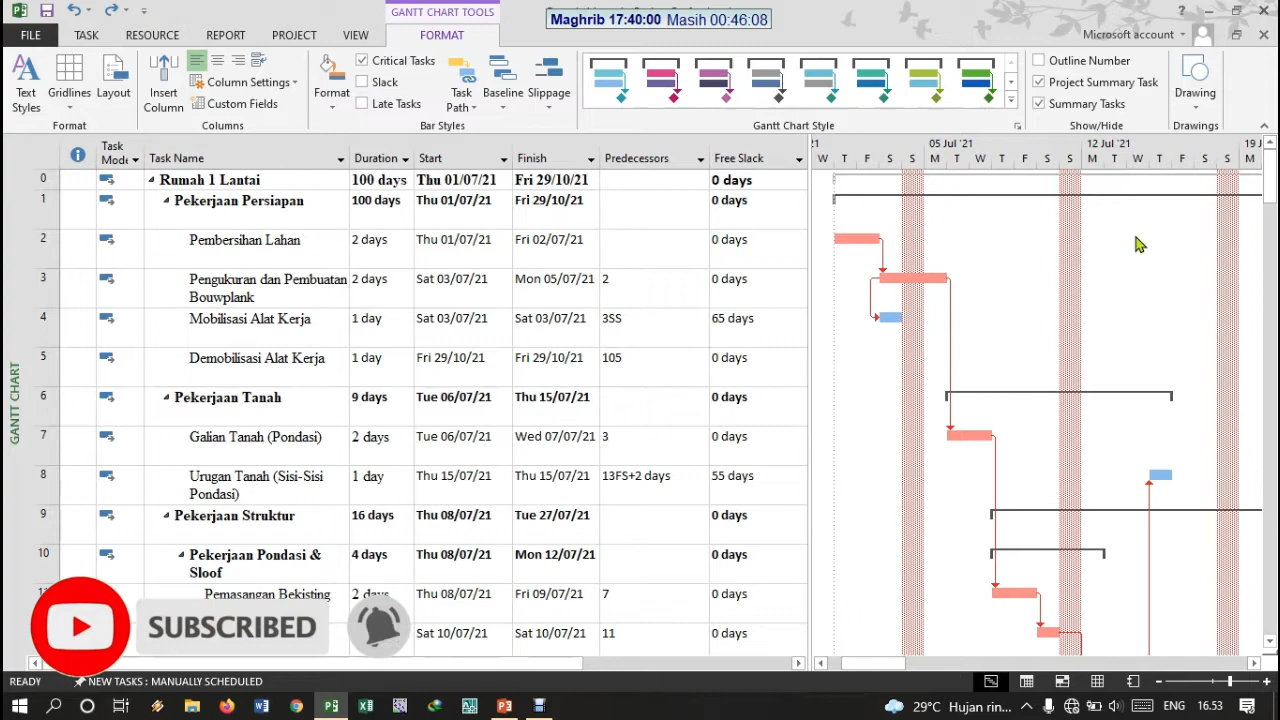 GANTT CHART TOOLS
Maghrib 17:40:00 Masih 00:46:08
FILE TASK RESOURCE REPORT PROJECT VIEW FORMAT
Microsoft account
Text Styles
Gridlines
Layout
Format
Insert Column
Column Settings
Custom Fields
Columns
Format
Critical Tasks
Slack
Late Tasks
Task Path
Baseline
Slippage
Bar Styles
Gantt Chart Style
Outline Number
Project Summary Task
Summary Tasks
Show/Hide
Drawing
Drawings
Task Mode Task Name Duration Start Finish Predecessors Free Slack
21 05 Jul '21 12 Jul '21 19 J
W T F S S M T W T F S S M T W T F S S M
0 Rumah 1 Lantai 100 days Thu 01/07/21 Fri 29/10/21 0 days
1 Pekerjaan Persiapan 100 days Thu 01/07/21 Fri 29/10/21 0 days
2 Pembersihan Lahan 2 days Thu 01/07/21 Fri 02/07/21 0 days
3 Pengukuran dan Pembuatan 2 days Sat 03/07/21 Mon 05/07/21 2 0 days
Bouwplank
4 Mobilisasi Alat Kerja 1 day Sat 03/07/21 Sat 03/07/21 3SS 65 days
5 Demobilisasi Alat Kerja 1 day Fri 29/10/21 Fri 29/10/21 105 0 days
6 Pekerjaan Tanah 9 days Tue 06/07/21 Thu 15/07/21 0 days
7 Galian Tanah (Pondasi) 2 days Tue 06/07/21 Wed 07/07/21 3 0 days
8 Urugan Tanah (Sisi-Sisi 1 day Thu 15/07/21 Thu 15/07/21 13FS+2 days 55 days
Pondasi)
9 Pekerjaan Struktur 16 days Thu 08/07/21 Tue 27/07/21 0 days
10 Pekerjaan Pondasi & 4 days Thu 08/07/21 Mon 12/07/21 0 days
Sloof
Pemasangan Bekisting 2 days Thu 08/07/21 Fri 09/07/21 7 0 days
Sat 10/07/21 Sat 10/07/21 11 0 days
GANTT CHART
SUBSCRIBED
READY NEW TASKS : MANUALLY SCHEDULED
29°C Hujan rin... ENG 16.53